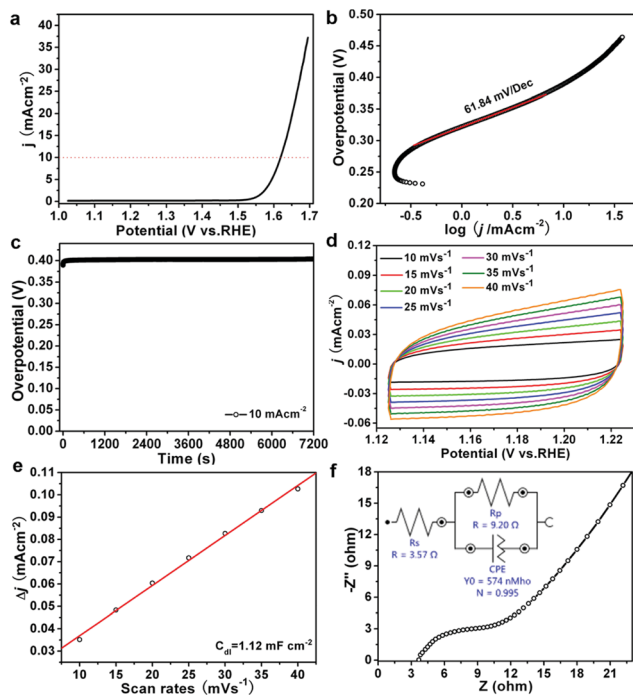 a
j (mAcm-2)
40
35
30
25
20
15
10
5
0
1.0 1.1 1.2 1.3 1.4 1.5 1.6 1.7
Potential (V vs.RHE)
b
Overpotential (V)
0.50
0.45
0.40
0.35
0.30
0.25
0.20
61.84 mV/Dec
-0.5 0.0 0.5 1.0 1.5
log (j /mAcm-2)
c
Overpotential (V)
0.40
0.35
0.30
0.25
0.20
0.15
0.10
0.05
0.00
10 mAcm-2
0 1200 2400 3600 4800 6000 7200
Time (s)
d
j (mAcm-2)
0.12
0.09
0.06
0.03
0.00
-0.03
-0.06
10 mVs-1 30 mVs-1
15 mVs-1 35 mVs-1
20 mVs-1 40 mVs-1
25 mVs-1
1.12 1.14 1.16 1.18 1.20 1.22
Potential (V vs.RHE)
e
Δj (mAcm-2)
0.11
0.10
0.09
0.08
0.07
0.06
0.05
0.04
0.03
Cdl=1.12 mF cm-2
10 15 20 25 30 35 40
Scan rates (mVs-1)
f
-Z'' (ohm)
18
15
12
9
6
3
0
Rp
R = 9.20 Ω
Rs
R = 3.57 Ω
CPE
Y0 = 574 nMho
N = 0.995
0 3 6 9 12 15 18 21
Z (ohm)